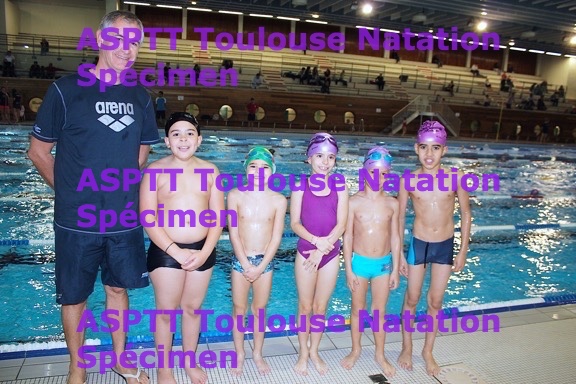 ASPTT Toulouse Natation
Spécimen
arena
ASPTT Toulouse Natation
Spécimen
ASPTT Toulouse Natation
Spécimen